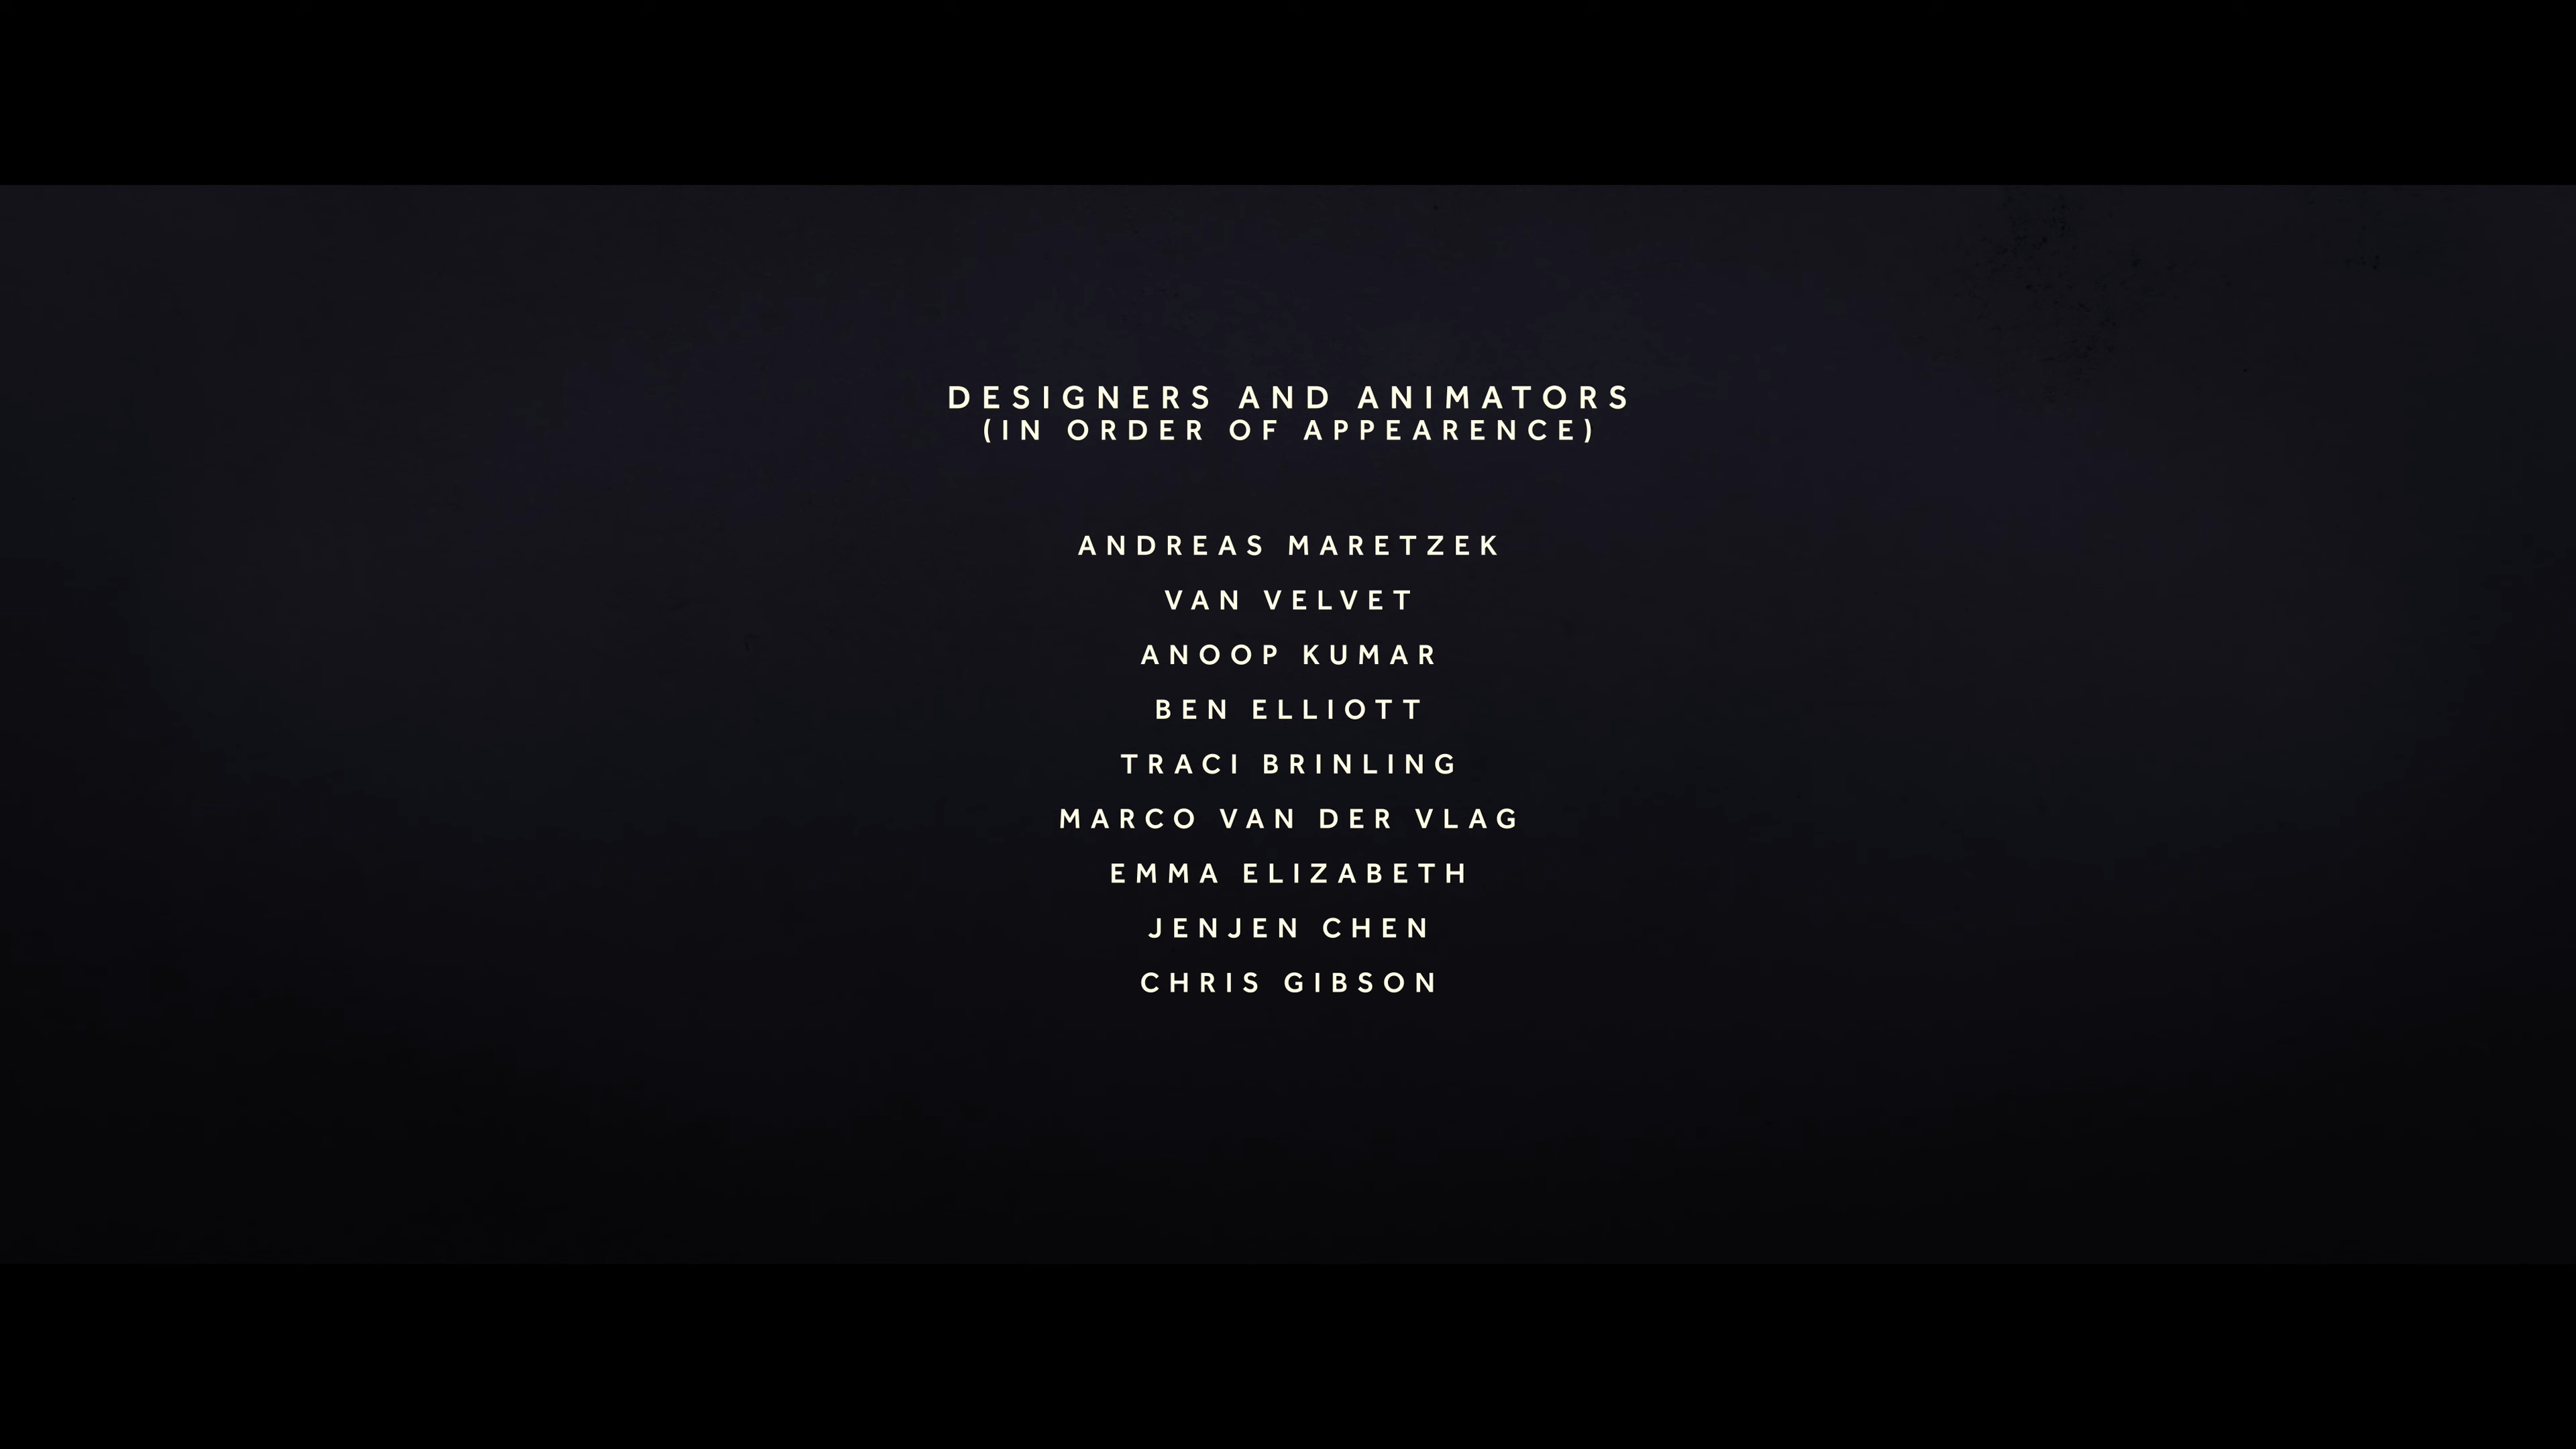 DESIGNERS AND ANIMATORS
(IN ORDER OF APPEARENCE)
ANDREAS MARETZEK
VAN VELVET
ANOOP KUMAR
BEN ELLIOTT
TRACI BRINLING
MARCO VAN DER VLAG
EMMA ELIZABETH
JENJEN CHEN
CHRIS GIBSON